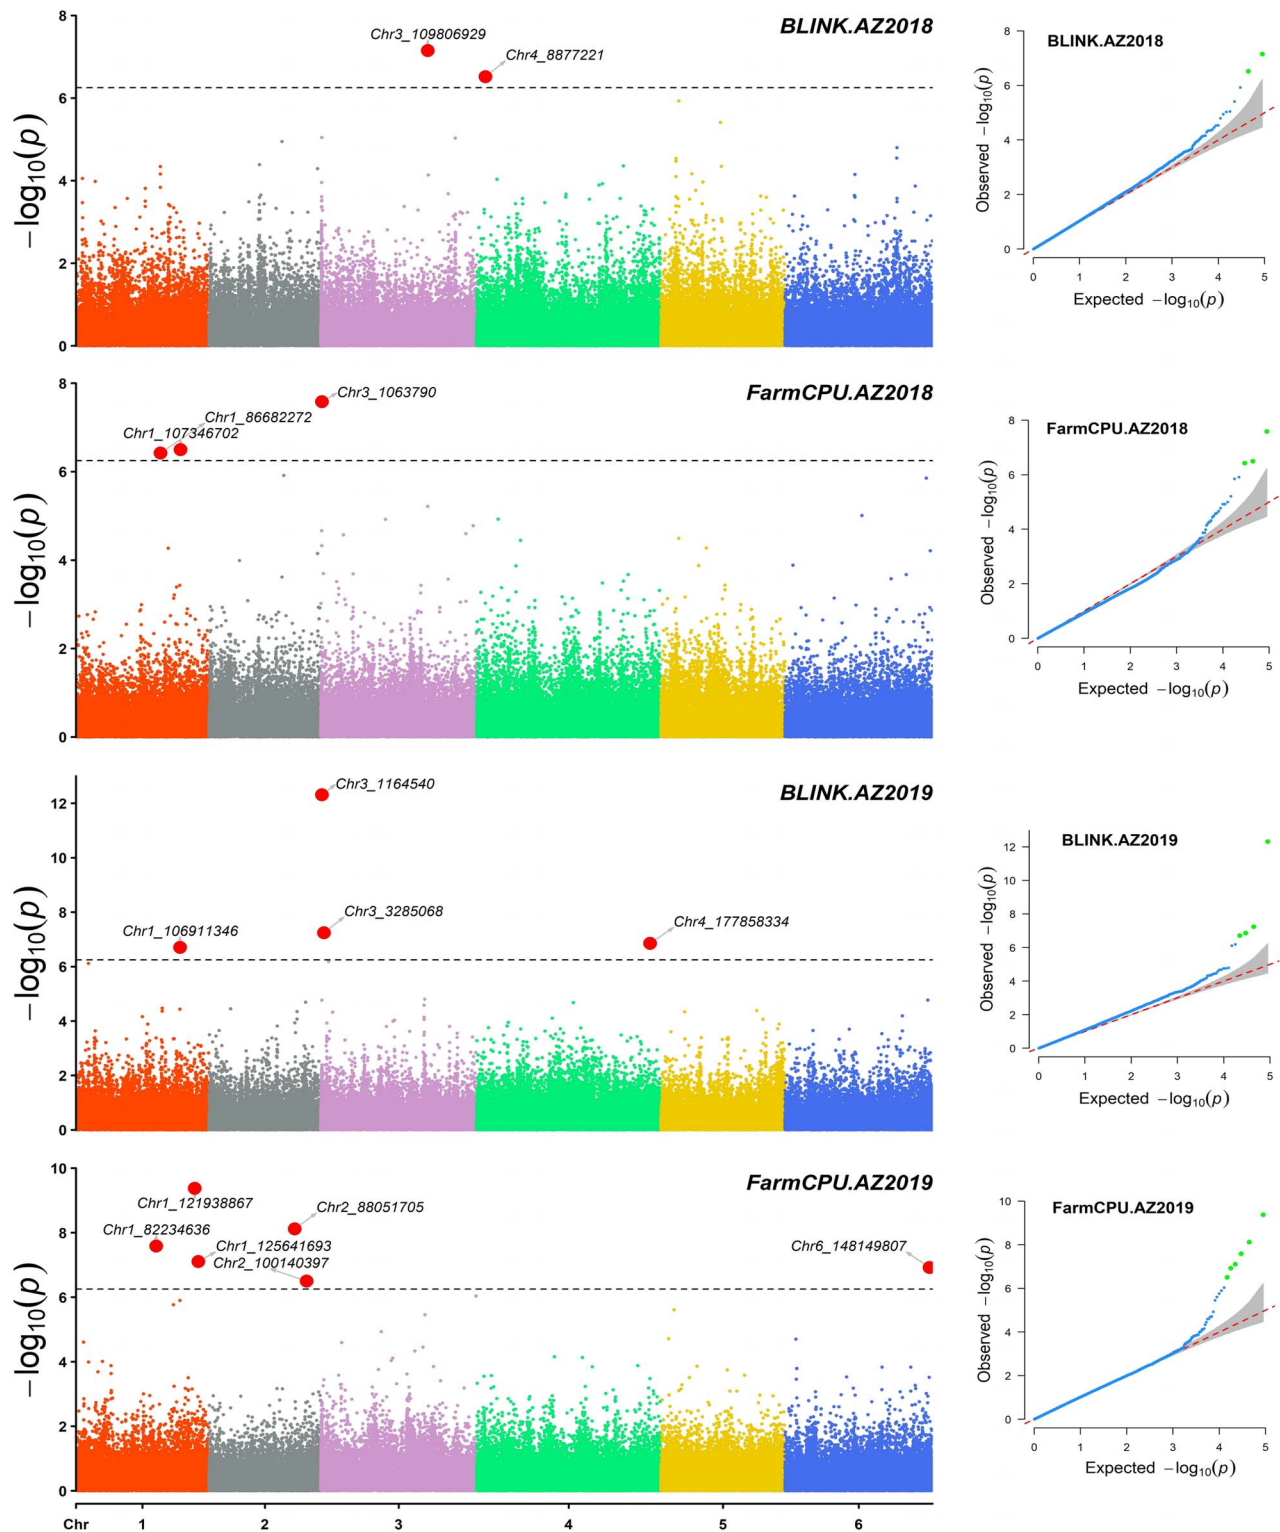 BLINK.AZ2018
Chr3_109806929
Chr4_8877221
8
6
4
2
0
−log10(p)
BLINK.AZ2018
8
6
4
2
0
Observed −log10(p)
0 1 2 3 4 5
Expected −log10(p)
FarmCPU.AZ2018
Chr3_1063790
Chr1_86682272
Chr1_107346702
8
6
4
2
0
−log10(p)
FarmCPU.AZ2018
8
6
4
2
0
Observed −log10(p)
0 1 2 3 4 5
Expected −log10(p)
BLINK.AZ2019
Chr3_1164540
Chr3_3285068
Chr4_177858334
Chr1_106911346
12
10
8
6
4
2
0
−log10(p)
BLINK.AZ2019
12
10
8
6
4
2
0
Observed −log10(p)
0 1 2 3 4 5
Expected −log10(p)
FarmCPU.AZ2019
Chr1_121938867
Chr2_88051705
Chr1_82234636
Chr1_125641693
Chr6_148149807
Chr2_100140397
10
8
6
4
2
0
−log10(p)
Chr 1 2 3 4 5 6
FarmCPU.AZ2019
10
8
6
4
2
0
Observed −log10(p)
0 1 2 3 4 5
Expected −log10(p)